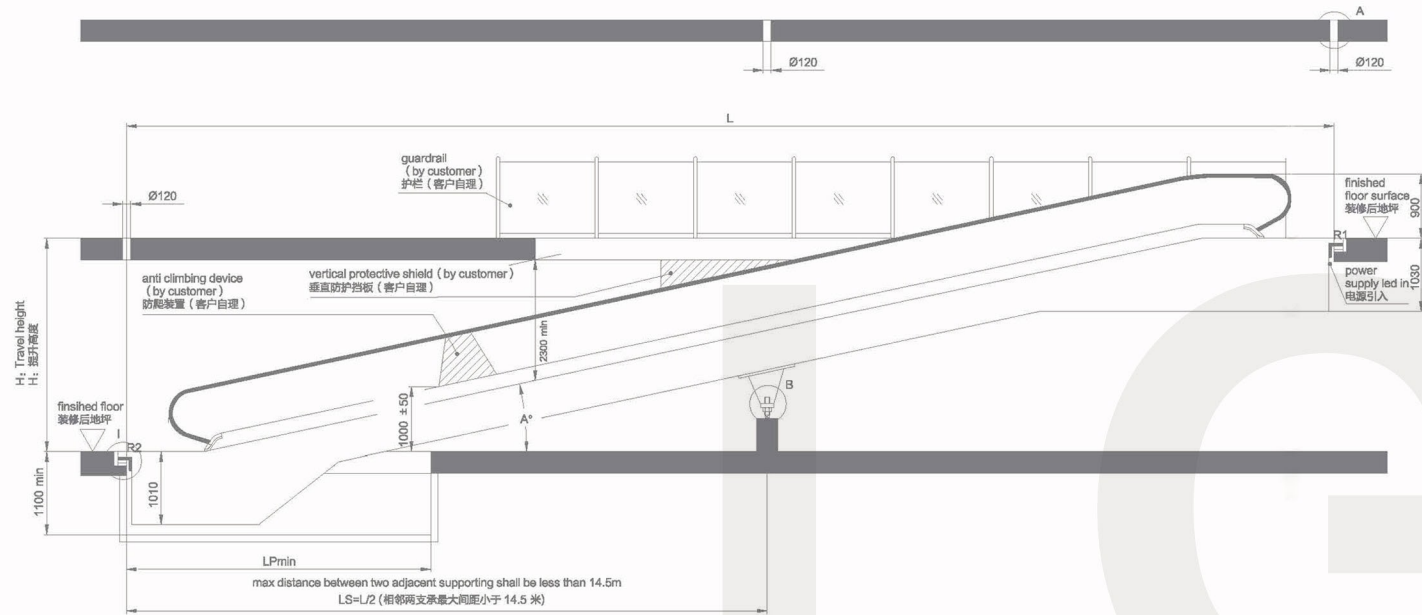 A
Ø120
Ø120
L
guardrail
( by customer )
护栏 ( 客户自理 )
Ø120
finished
floor surface
装修后地坪
900
R1
anti climbing device
( by customer )
防爬装置 ( 客户自理 )
vertical protective shield ( by customer )
垂直防护挡板 ( 客户自理 )
power
supply led in
电源引入
1030
H: Travel height
H: 提升高度
2300 min
B
1000 ±50
A°
finsihed floor
装修后地坪
I
R2
1100 min
1010
LPmin
max distance between two adjacent supporting shall be less than 14.5m
LS=L/2 ( 相邻两支承最大间距小于 14.5 米 )
G